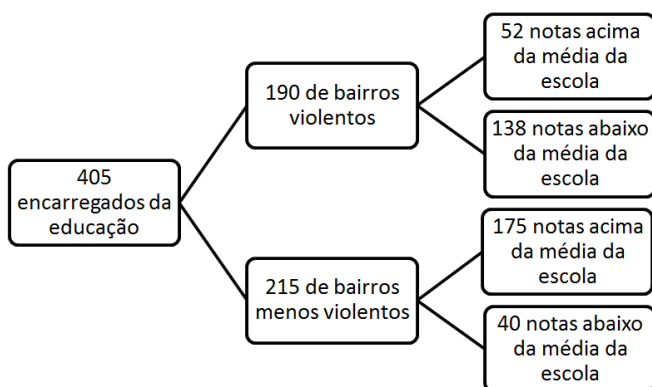 405
encarregados da
educação
190 de bairros
violentos
52 notas acima
da média da
escola
138 notas abaixo
da média da
escola
215 de bairros
menos violentos
175 notas acima
da média da
escola
40 notas abaixo
da média da
escola